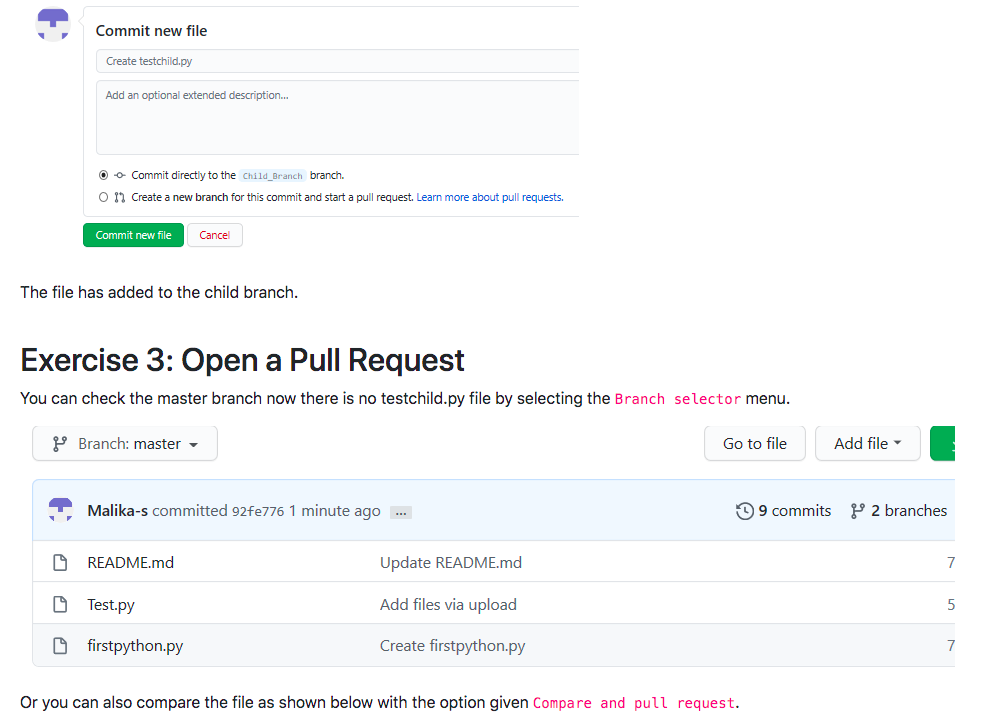 Commit new file
Create testchild.py
Add an optional extended description...
Commit directly to the Child_Branch branch.
Create a new branch for this commit and start a pull request. Learn more about pull requests.
Commit new file Cancel
The file has added to the child branch.
Exercise 3: Open a Pull Request
You can check the master branch now there is no testchild.py file by selecting the Branch selector menu.
Branch: master Go to file Add file
Malika-s committed 92fe776 1 minute ago ... 9 commits 2 branches
README.md Update README.md 7
Test.py Add files via upload 5
firstpython.py Create firstpython.py 7
Or you can also compare the file as shown below with the option given Compare and pull request.